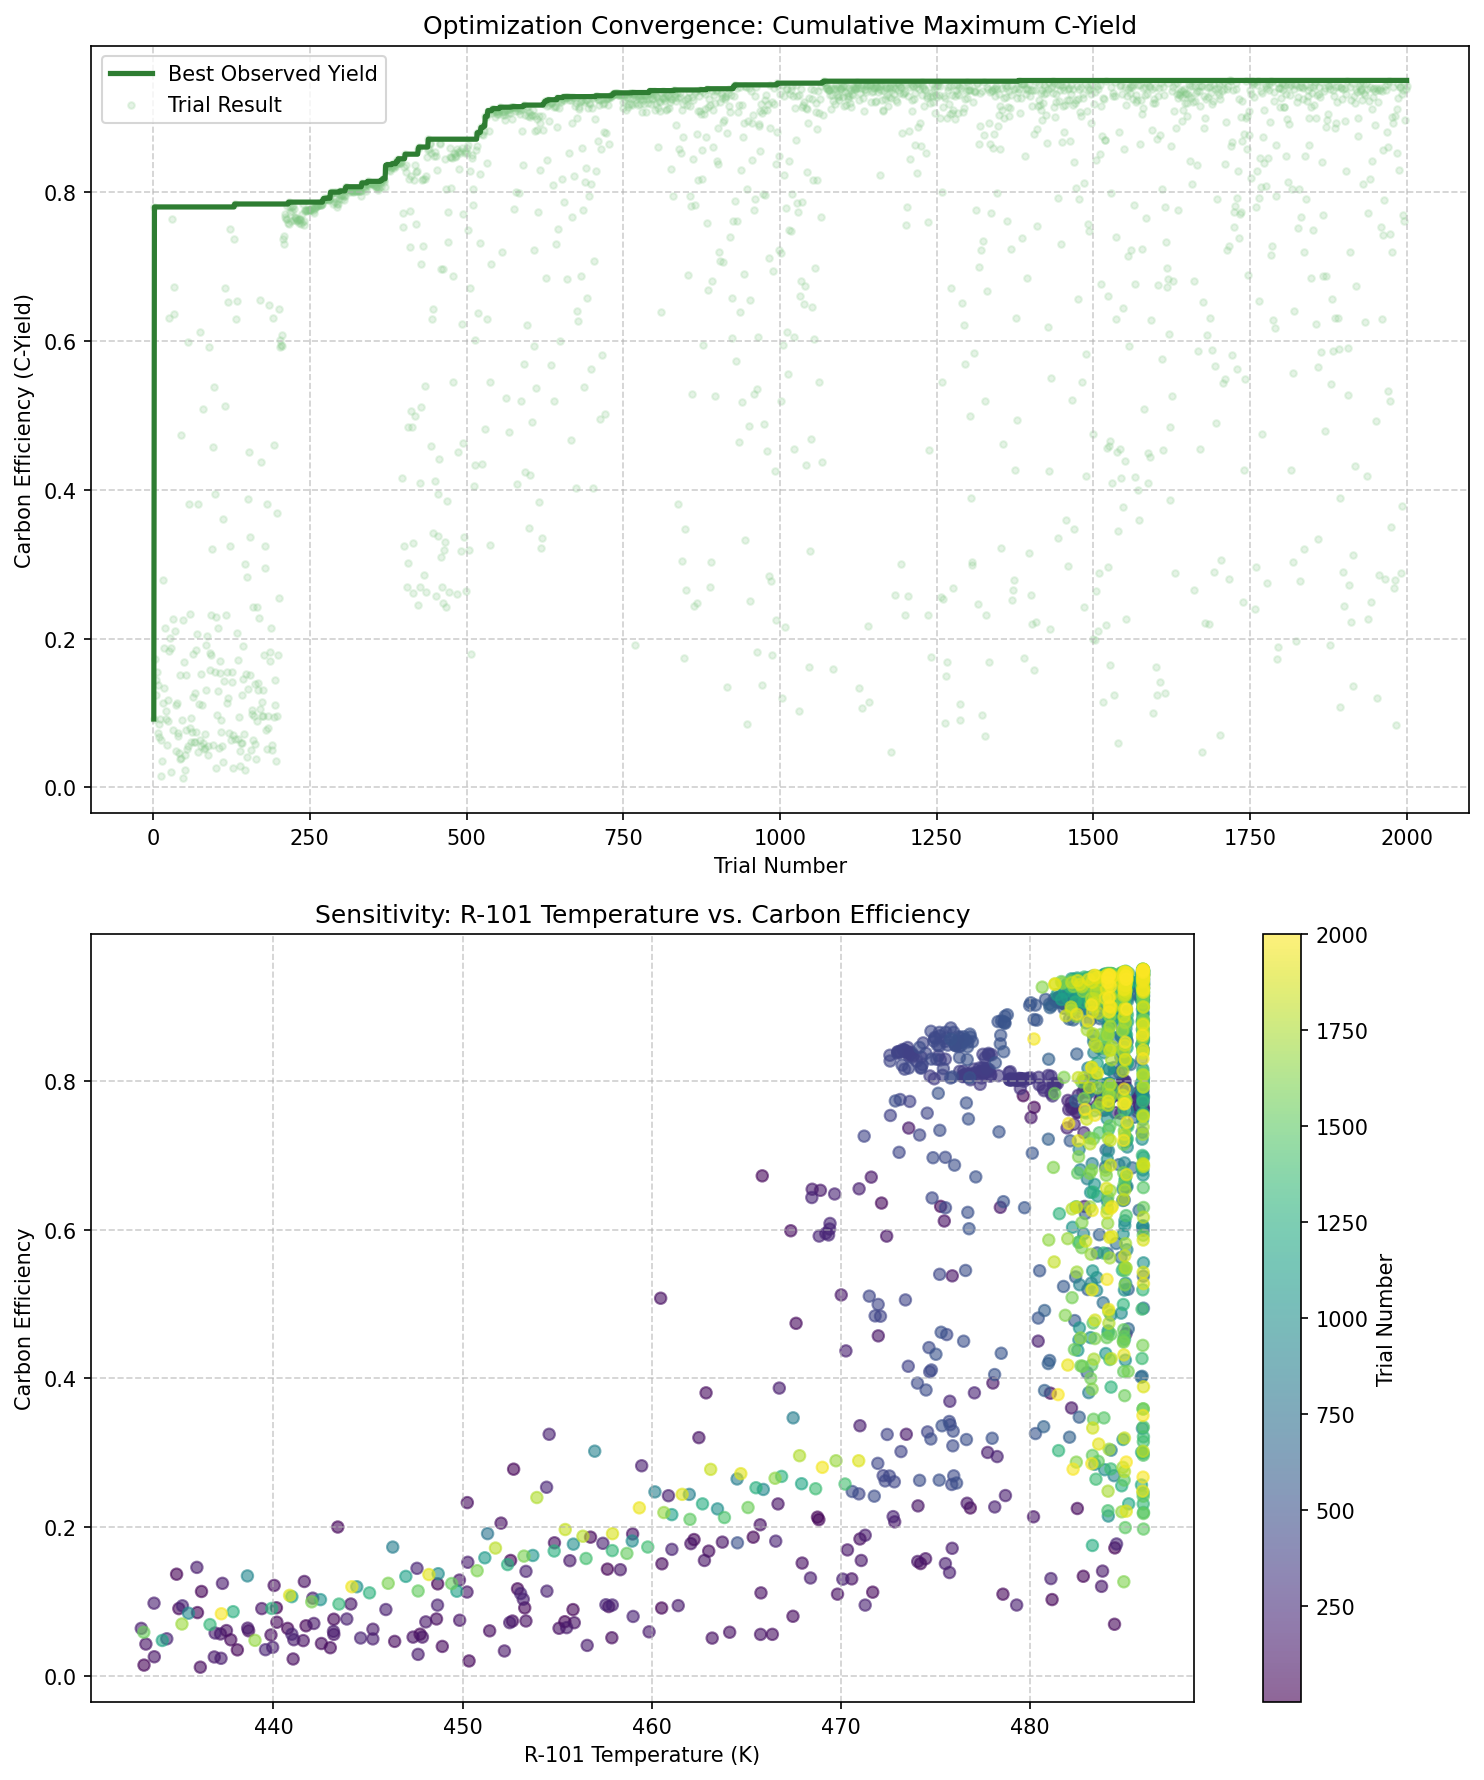 Optimization Convergence: Cumulative Maximum C-Yield
Best Observed Yield
Trial Result
Carbon Efficiency (C-Yield)
0.8
0.6
0.4
0.2
0.0
0 250 500 750 1000 1250 1500 1750 2000
Trial Number
Sensitivity: R-101 Temperature vs. Carbon Efficiency
Carbon Efficiency
0.8
0.6
0.4
0.2
0.0
440 450 460 470 480
R-101 Temperature (K)
2000
1750
1500
1250
1000
750
500
250
Trial Number